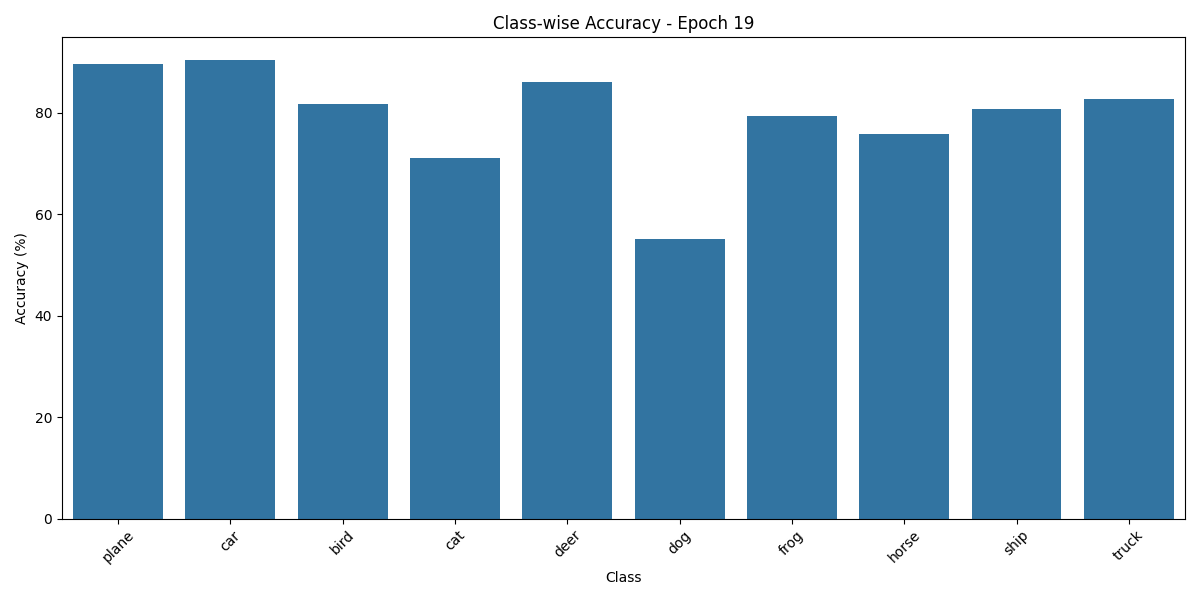 Class-wise Accuracy - Epoch 19
Accuracy (%)
80
60
40
20
0
plane
car
bird
cat
deer
dog
frog
horse
ship
truck
Class